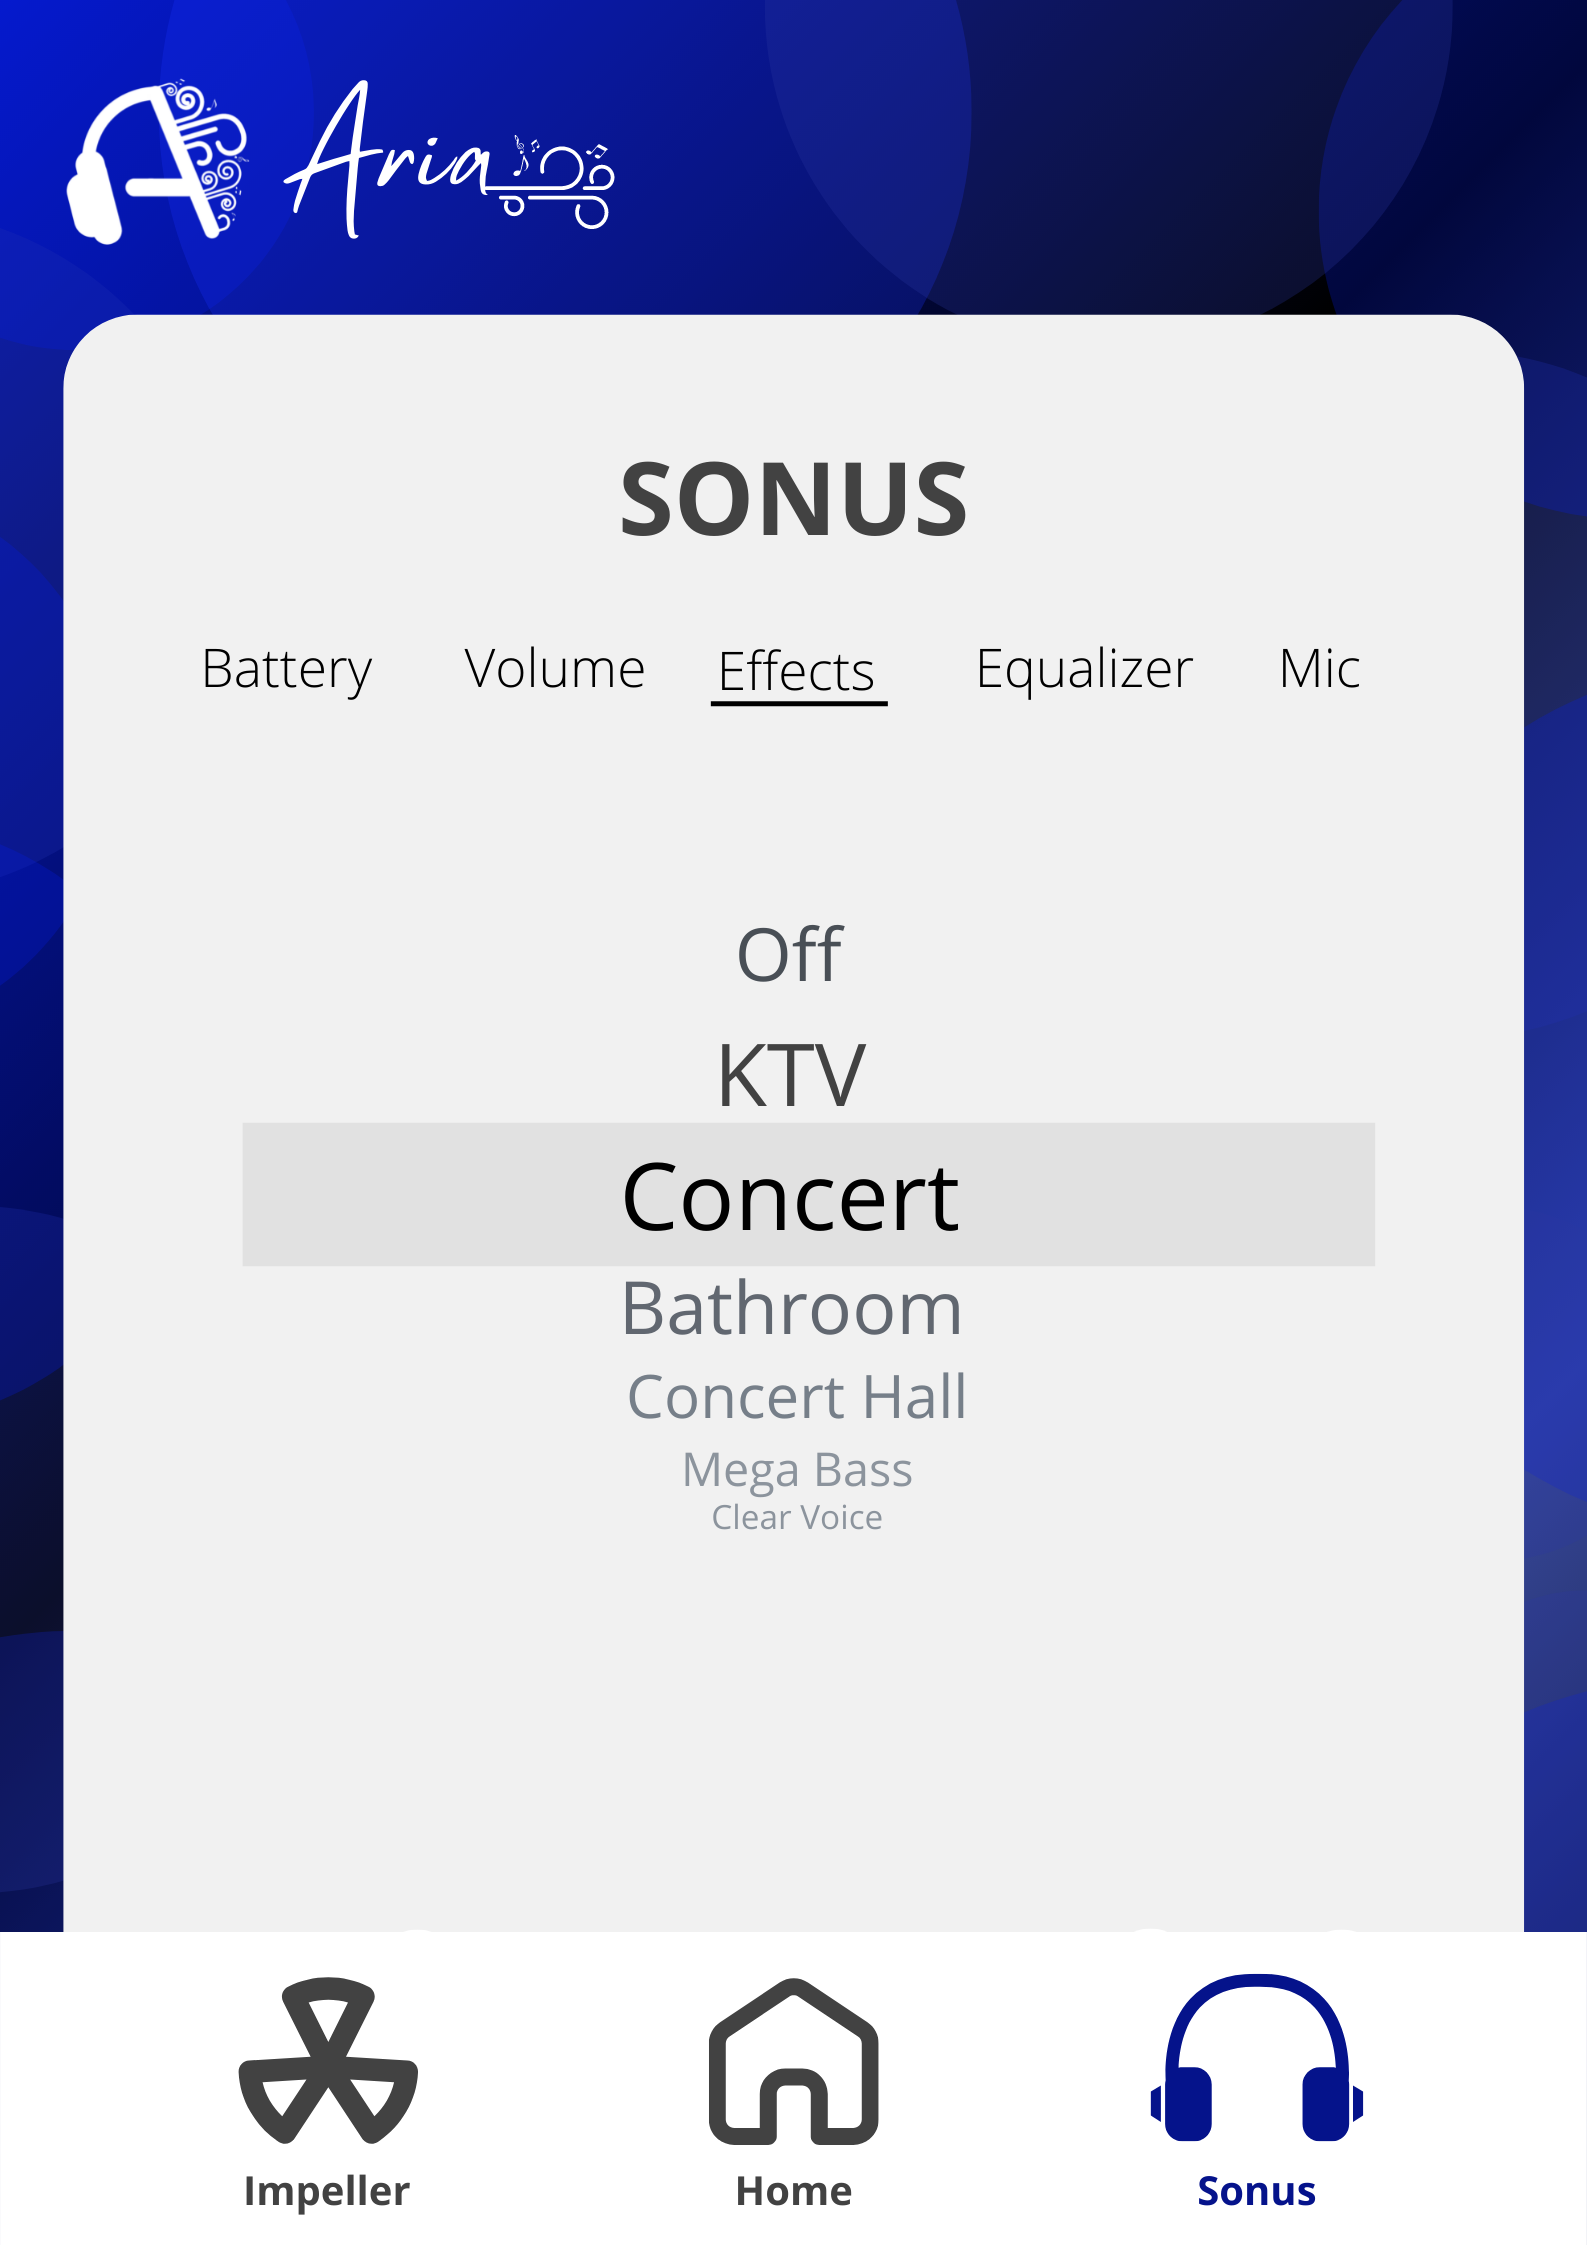 Aria
SONUS
Battery Volume Effects Equalizer Mic
Off
KTV
Concert
Bathroom
Concert Hall
Mega Bass
Clear Voice
Impeller Home Sonus